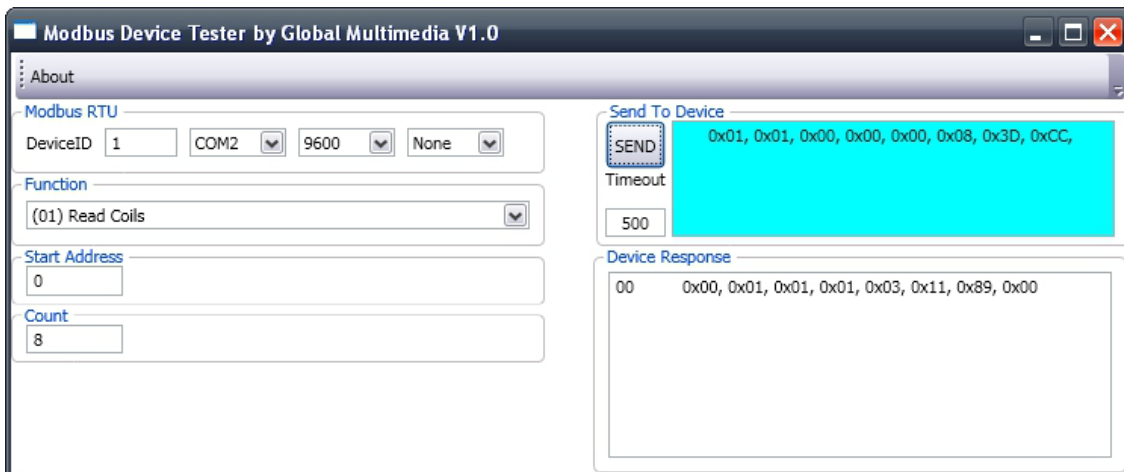 Modbus Device Tester by Global Multimedia V1.0
About
Modbus RTU
DeviceID 1 COM2 9600 None
Function
(01) Read Coils
Start Address
0
Count
8
Send To Device
SEND 0x01, 0x01, 0x00, 0x00, 0x00, 0x08, 0x3D, 0xCC,
Timeout
500
Device Response
00 0x00, 0x01, 0x01, 0x01, 0x03, 0x11, 0x89, 0x00